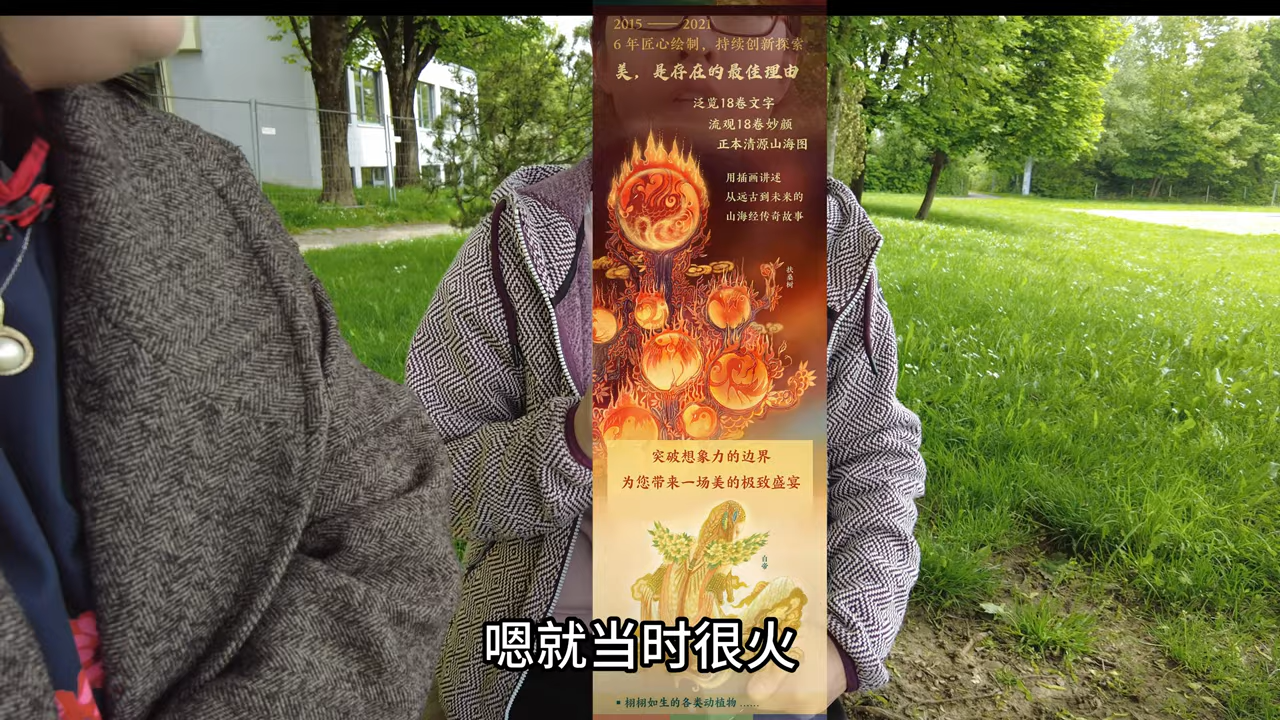 2015 —— 2021
6 年匠心绘制，持续创新探索
美，是存在的最佳理由
泛览18卷文字
流观18卷妙颜
正本清源山海图
用插画讲述
从远古到未来的
山海经传奇故事
扶桑树
突破想象力的边界
为您带来一场美的极致盛宴
白帝
嗯就当时很火
▪ 栩栩如生的各类动植物 ......